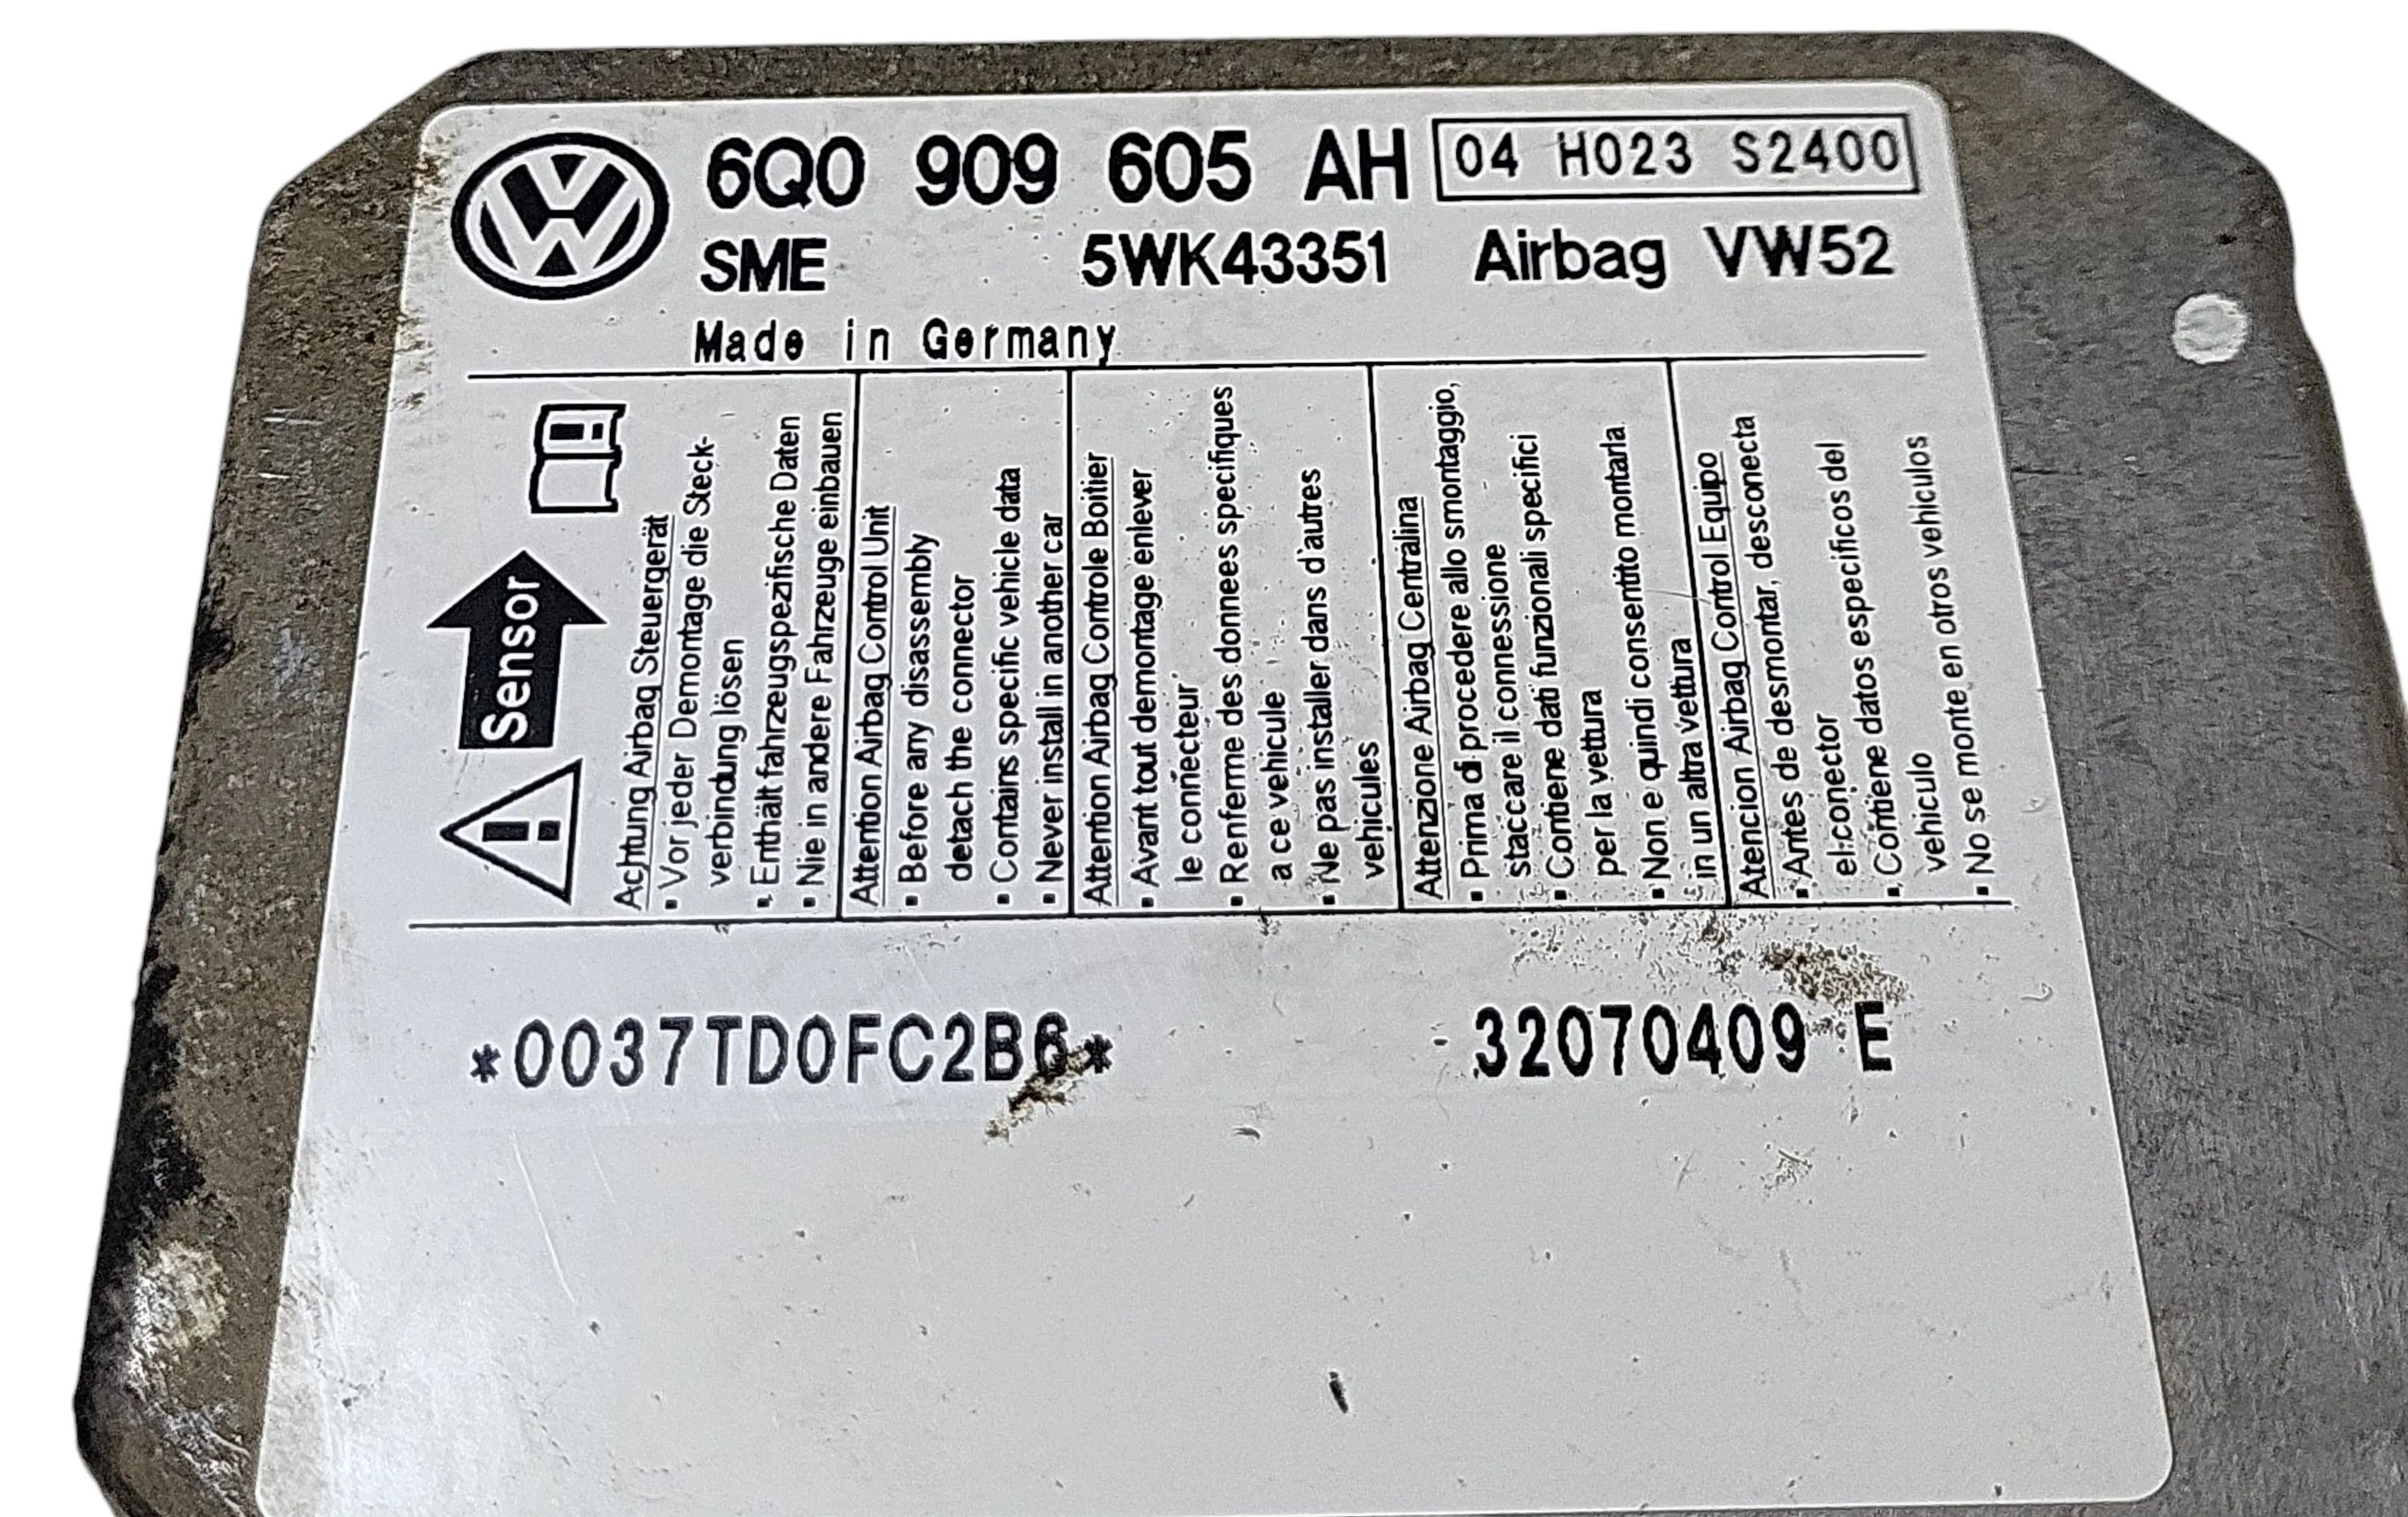 6Q0 909 605 AH 04 H023 S2400
SME 5WK43351 Airbag VW52
Made in Germany
Sensor
Achtung Airbag Steuergerät
▪ Vor jeder Demontage die Steck-
verbindung lösen
▪ Enthält fahrzeugspezifische Daten
▪ Nie in andere Fahrzeuge einbauen
Attention Airbag Control Unit
▪ Before any disassembly
detach the connector
▪ Contains specific vehicle data
▪ Never install in another car
Attention Airbag Controle Boitier
▪ Avant tout demontage enlever
le connecteur
▪ Renferme des donnees specifiques
a ce vehicule
▪ Ne pas installer dans d'autres
vehicules
Attenzione Airbag Centralina
▪ Prima di procedere allo smontaggio,
staccare il connessione
▪ Contiene dati funzionali specifici
per la vettura
▪ Non e quindi consentito montarla
in un altra vettura
Atencion Airbag Control Equipo
▪ Antes de desmontar, desconecta
el conector
▪ Contiene datos especificos del
vehiculo
▪ No se monte en otros vehiculos
*0037TD0FC2B6* 32070409 E